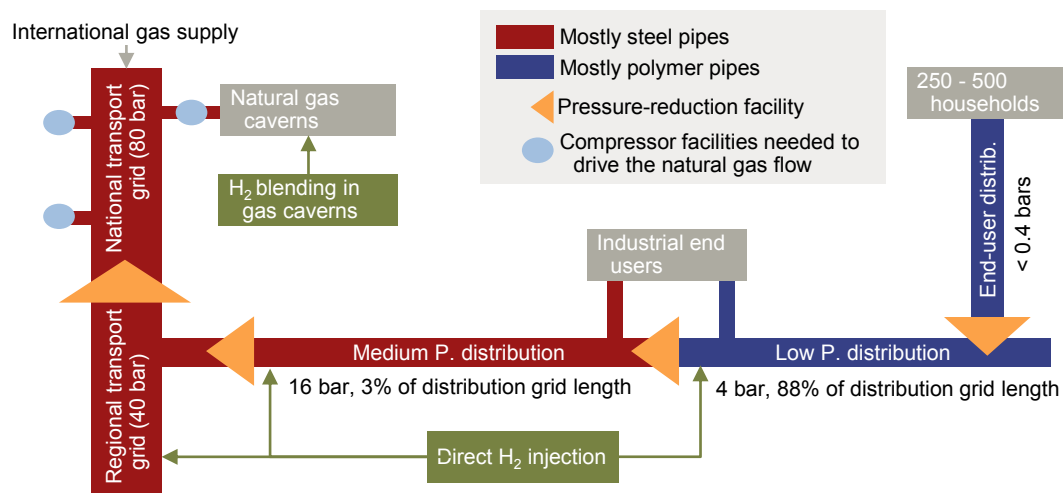 International gas supply
National transport
grid (80 bar)
Natural gas
caverns
H₂ blending in
gas caverns
Mostly steel pipes
Mostly polymer pipes
Pressure-reduction facility
Compressor facilities needed to
drive the natural gas flow
250 - 500
households
End-user distrib.
< 0.4 bars
Industrial end
users
Regional transport
grid (40 bar)
Medium P. distribution
Low P. distribution
16 bar, 3% of distribution grid length
4 bar, 88% of distribution grid length
Direct H₂ injection